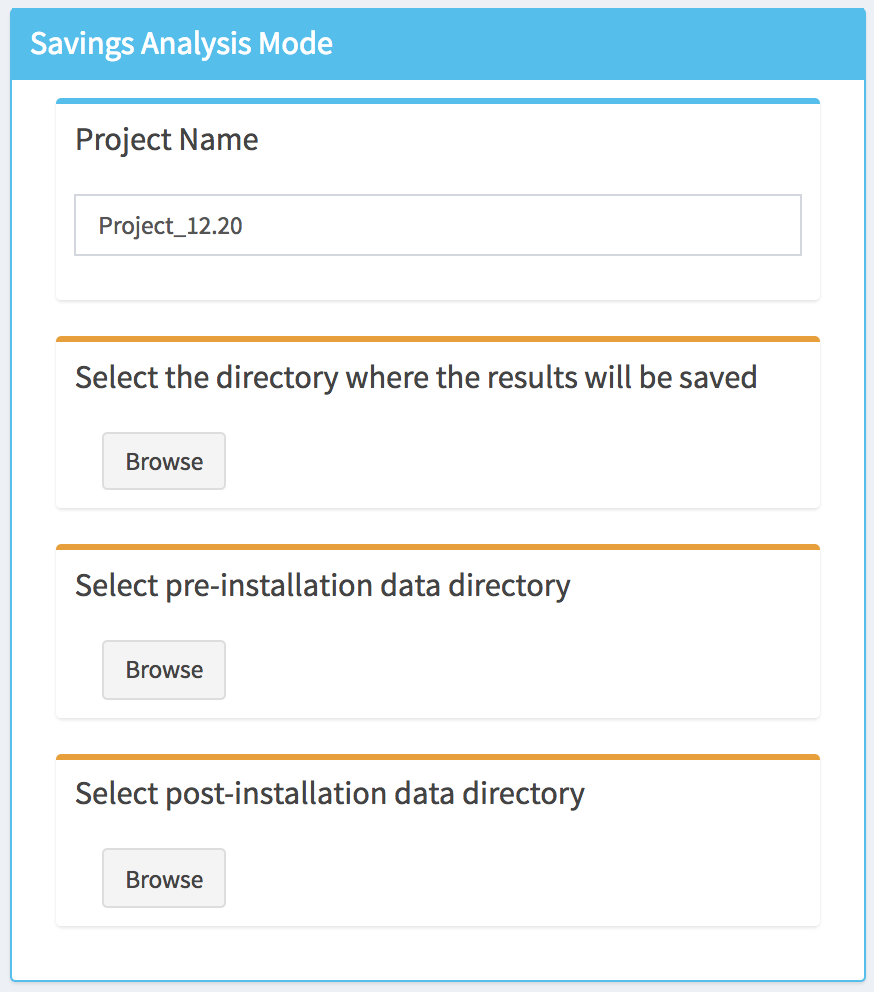 Savings Analysis Mode
Project Name
Project_12.20
Select the directory where the results will be saved
Browse
Select pre-installation data directory
Browse
Select post-installation data directory
Browse